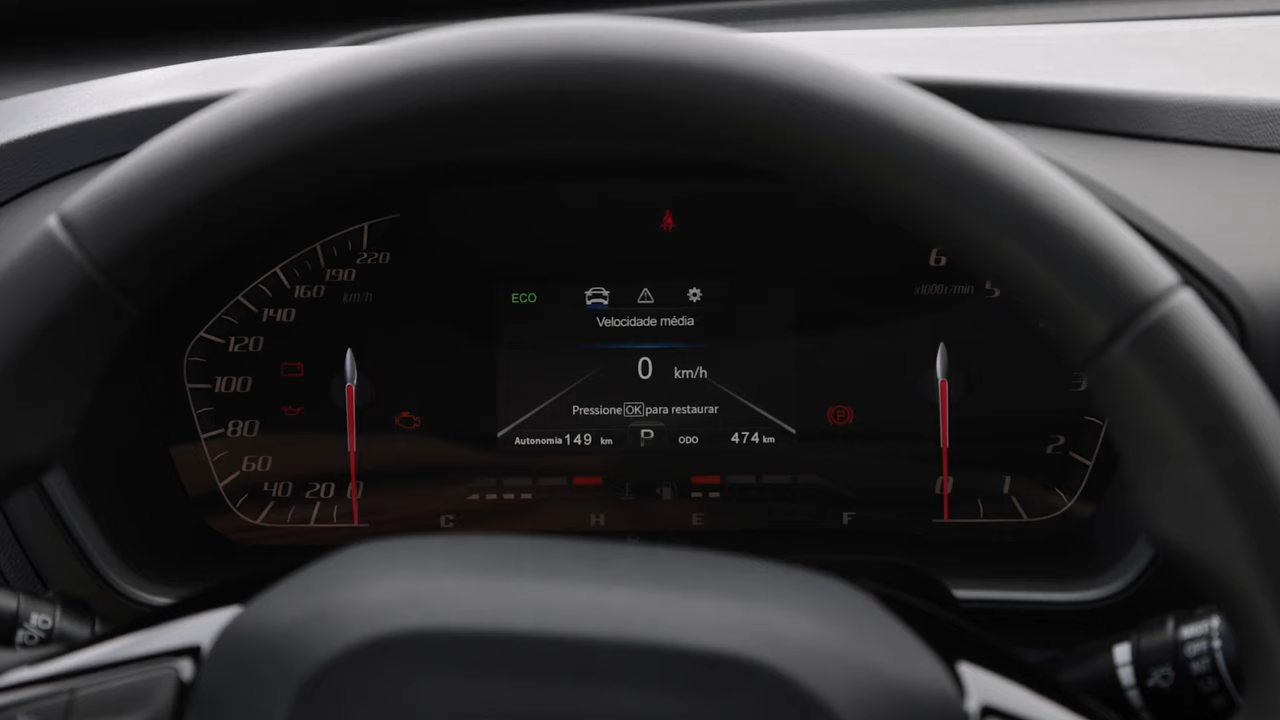 220
190
160
km/h
140
120
100
80
60
40 20 0
ECO
Velocidade média
0 km/h
Pressione OK para restaurar
Autonomia 149 km P ODO 474 km
C H E F
6
x1000 r/min 5
3
2
1
0